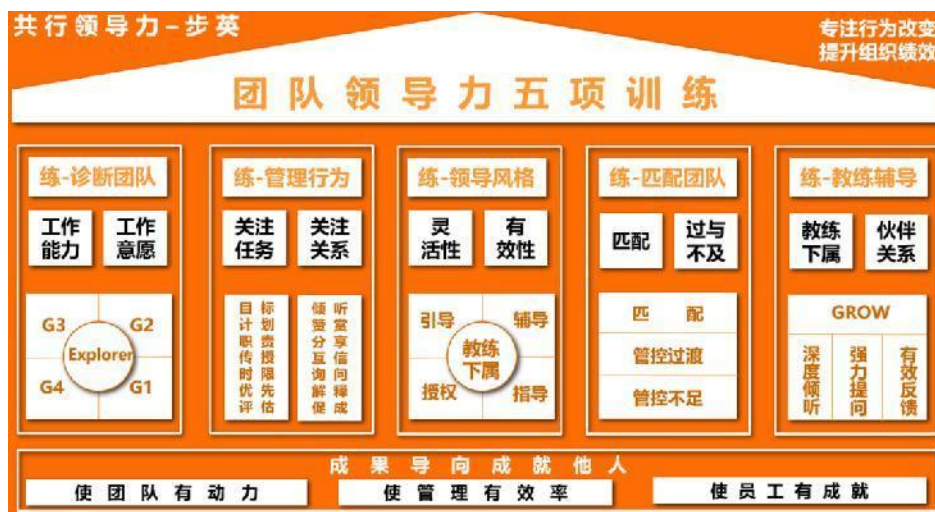 共行领导力-步英
专注行为改变
提升组织绩效
团队领导力五项训练
练-诊断团队
工作
能力
工作
意愿
G3
G2
Explorer
G4
G1
练-管理行为
关注
任务
关注
关系
目标
计划
职责
传授
时限
优先
评估
倾听
赞赏
分享
互信
询问
解释
促成
练-领导风格
灵
活性
有
效性
引导
辅导
教练
下属
授权
指导
练-匹配团队
匹配
过与
不及
匹配
管控过渡
管控不足
练-教练辅导
教练
下属
伙伴
关系
GROW
深度倾听
强力提问
有效反馈
成果导向成就他人
使团队有动力
使管理有效率
使员工有成就